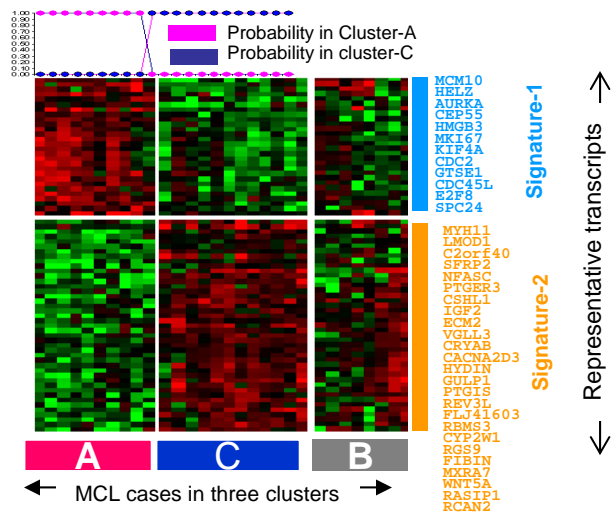 1.00
0.90
0.80
0.70
0.60
0.50
0.40
0.30
0.20
0.10
0.00
Probability in Cluster-A
Probability in cluster-C
MCM10
HELZ
AURKA
CEP55
HMGB3
MKI67
KIF4A
CDC2
GTSE1
CDC45L
E2F8
SPC24
Signature-1
MYH11
LMOD1
C2orf40
SFRP2
NFASC
PTGER3
CSHL1
IGF2
ECM2
VGLL3
CRYAB
CACNA2D3
HYDIN
GULP1
PTGIS
REV3L
FLJ41603
RBMS3
CYP2W1
RGS9
FIBIN
MXRA7
WNT5A
RASIP1
RCAN2
Signature-2
Representative transcripts
A
C
B
MCL cases in three clusters